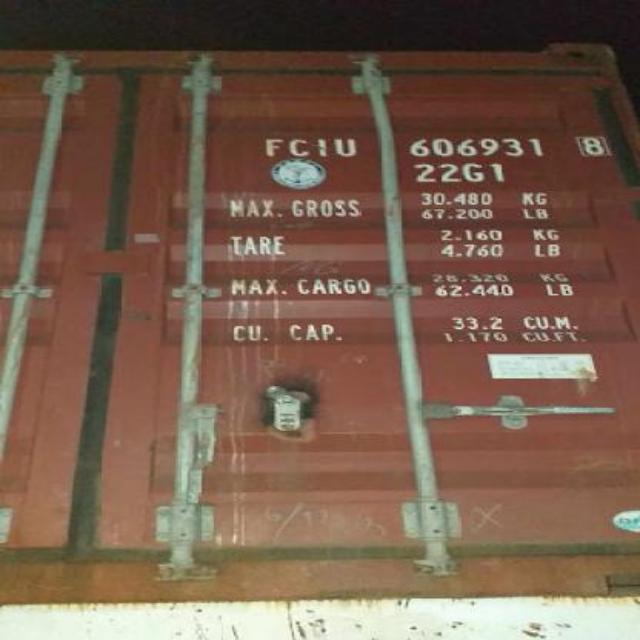 FCIU 606931 8
22G1
MAX. GROSS 30.480 KG
67.200 LB
TARE 2.160 KG
4.760 LB
MAX. CARGO 28.320 KG
62.440 LB
CU. CAP. 33.2 CU.M.
1.170 CU.FT.